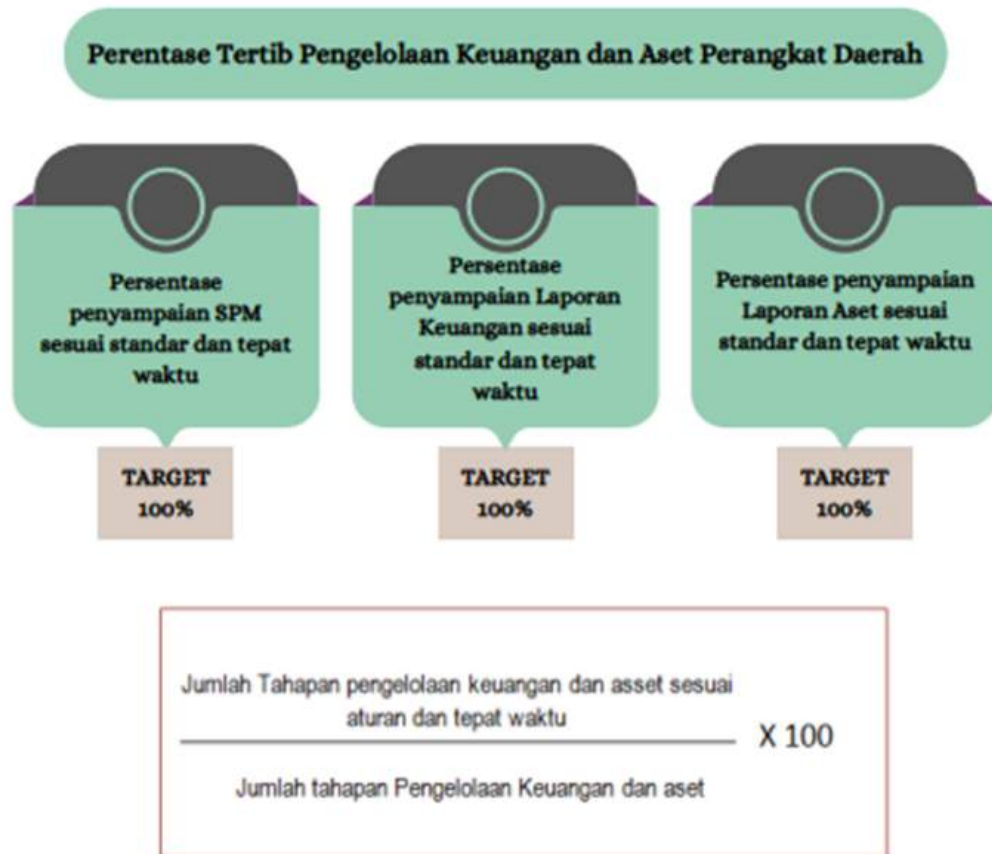 Perentase Tertib Pengelolaan Keuangan dan Aset Perangkat Daerah
Persentase
penyampaian SPM
sesuai standar dan tepat
waktu
TARGET
100%
Persentase
penyampaian Laporan
Keuangan sesuai
standar dan tepat
waktu
TARGET
100%
Persentase penyampaian
Laporan Aset sesuai
standar dan tepat waktu
TARGET
100%
Jumlah Tahapan pengelolaan keuangan dan asset sesuai
aturan dan tepat waktu
X 100
Jumlah tahapan Pengelolaan Keuangan dan aset